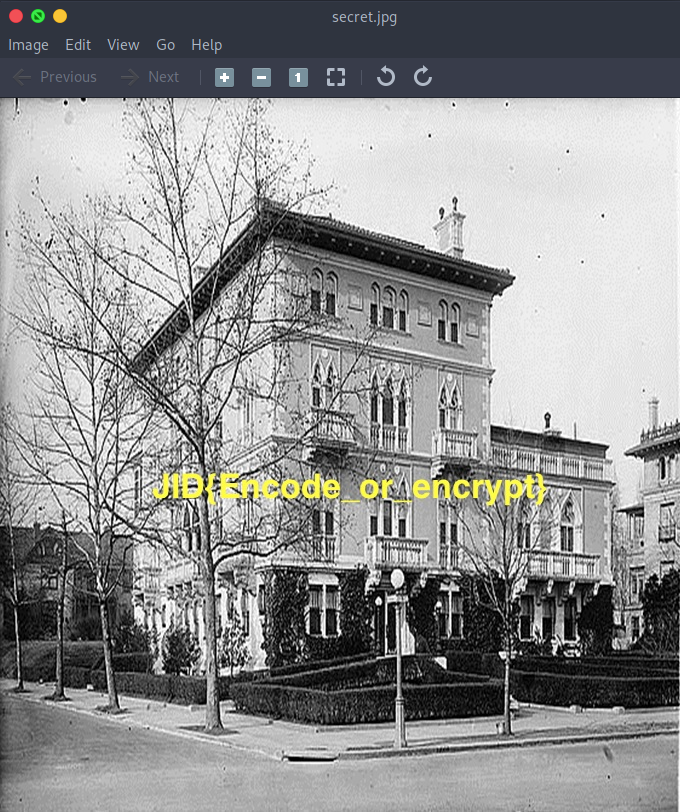 secret.jpg
Image Edit View Go Help
Previous Next 1
JID{Encode_or_encrypt}